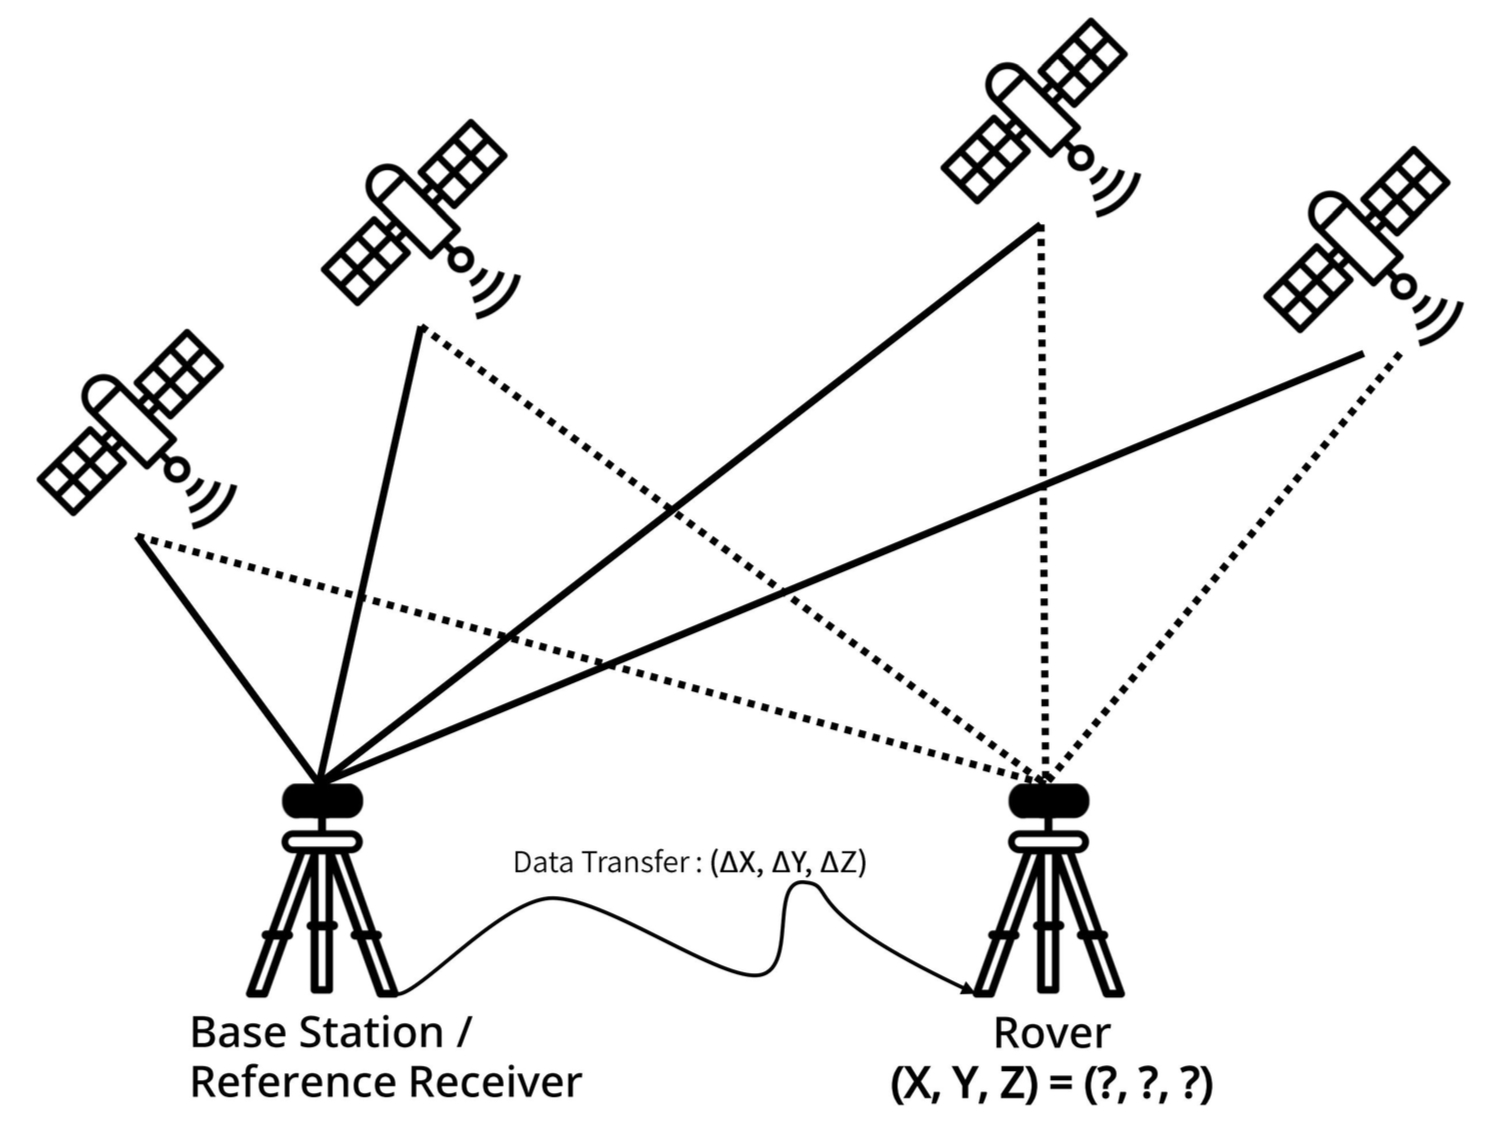 Data Transfer : (ΔX, ΔY, ΔZ)
Base Station /
Reference Receiver
Rover
(X, Y, Z) = (?, ?, ?)